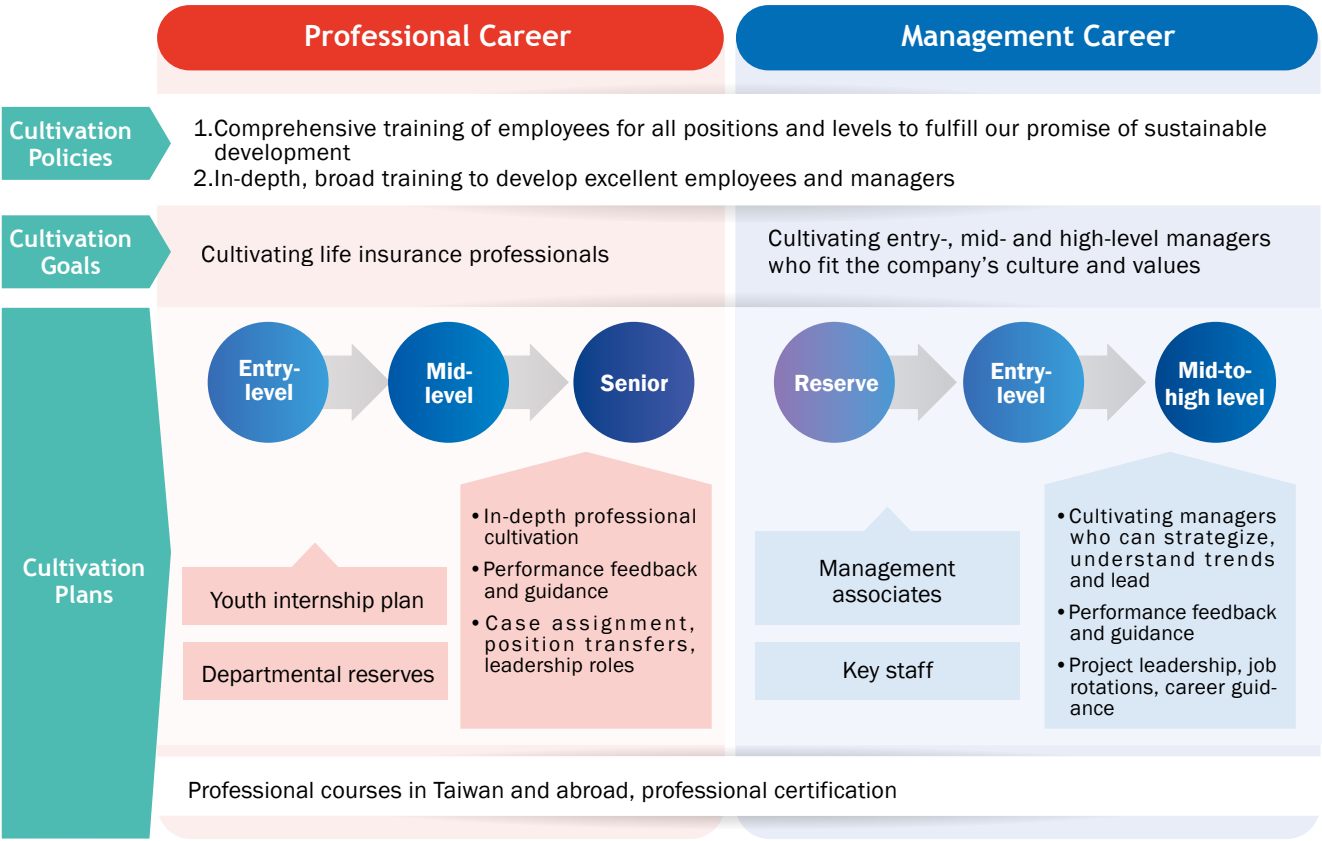 Professional Career
Management Career
Cultivation
Policies
1.Comprehensive training of employees for all positions and levels to fulfill our promise of sustainable
development
2.In-depth, broad training to develop excellent employees and managers
Cultivation
Goals
Cultivating life insurance professionals
Cultivating entry-, mid- and high-level managers
who fit the company's culture and values
Cultivation
Plans
Entry-
level
Mid-
level
Senior
Reserve
Entry-
level
Mid-to-
high level
Youth internship plan
Departmental reserves
•In-depth professional
cultivation
•Performance feedback
and guidance
•Case assignment,
position transfers,
leadership roles
Management
associates
Key staff
•Cultivating managers
who can strategize,
understand trends
and lead
•Performance feedback
and guidance
•Project leadership, job
rotations, career guid-
ance
Professional courses in Taiwan and abroad, professional certification